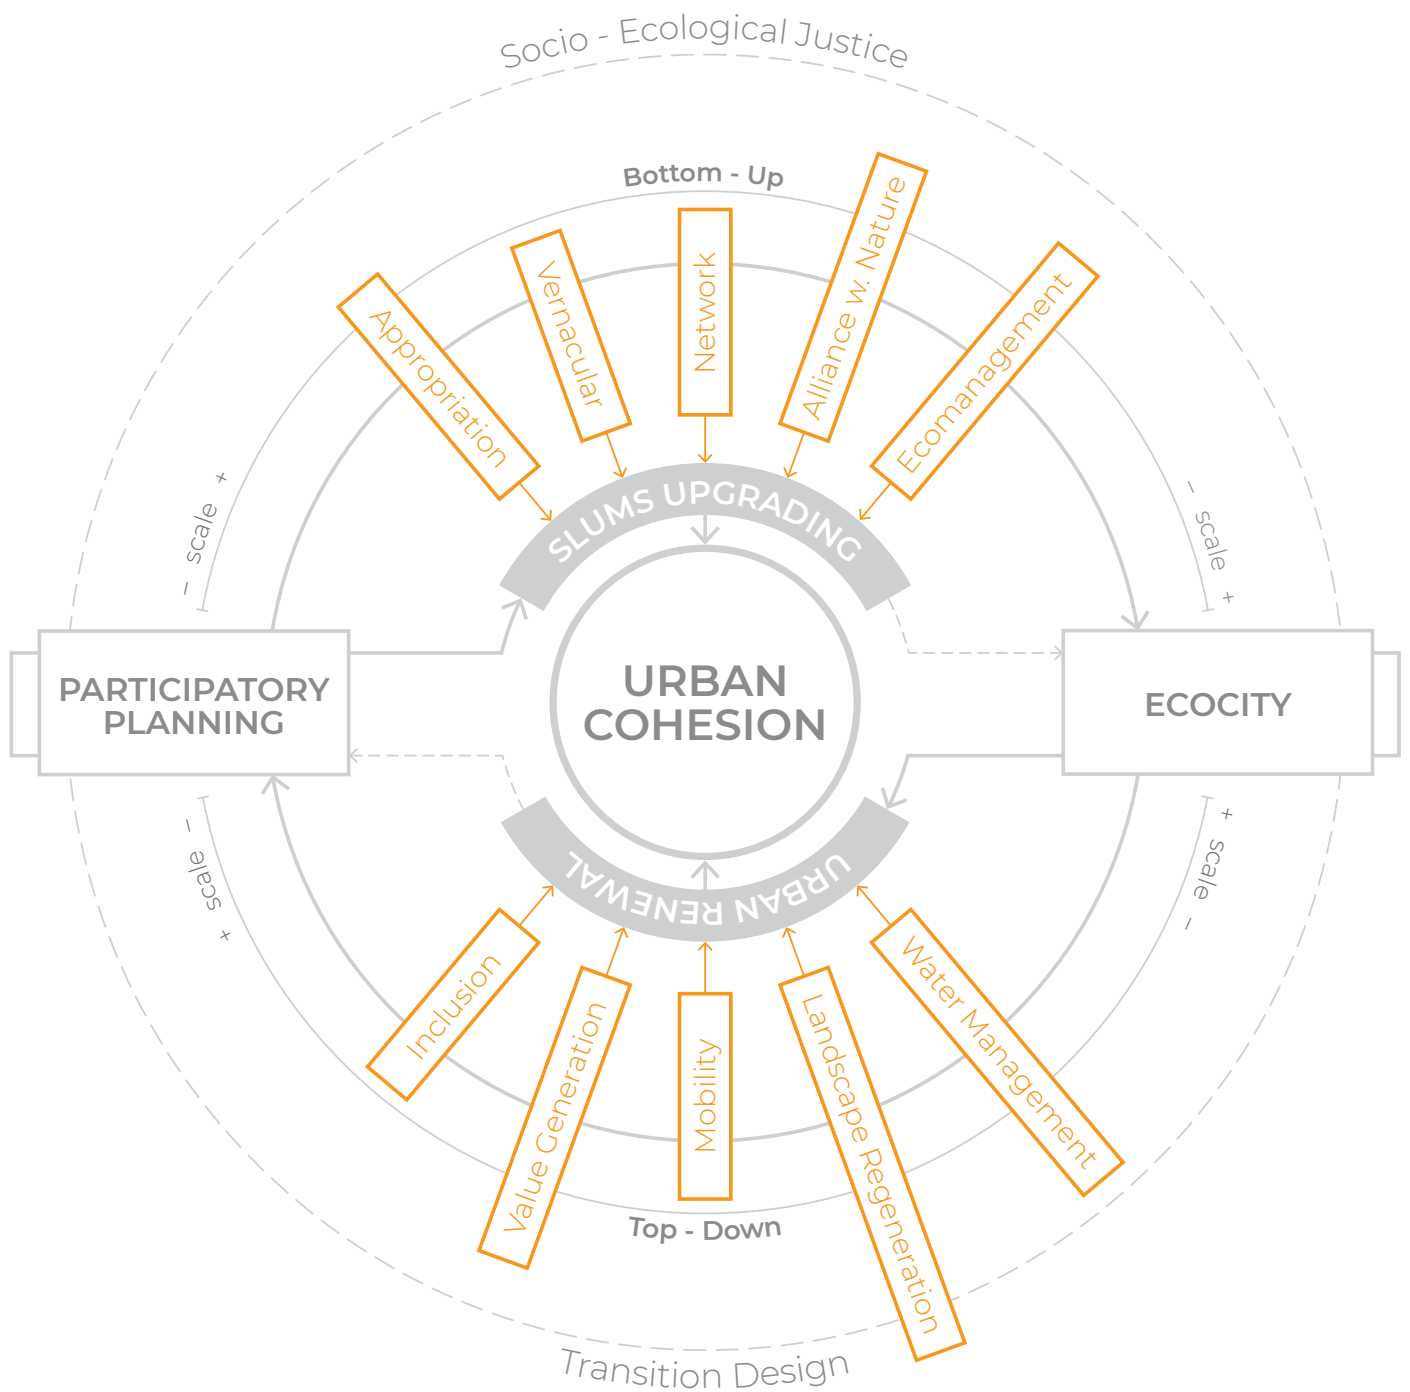 Socio - Ecological Justice
Bottom - Up
Appropriation
Vernacular
Network
Alliance w. Nature
Ecomanagement
- scale +
- scale +
SLUMS UPGRADING
PARTICIPATORY
PLANNING
URBAN
COHESION
ECOCITY
URBAN RENEWAL
- scale +
+ scale -
Inclusion
Value Generation
Mobility
Landscape Regeneration
Water Management
Top - Down
Transition Design